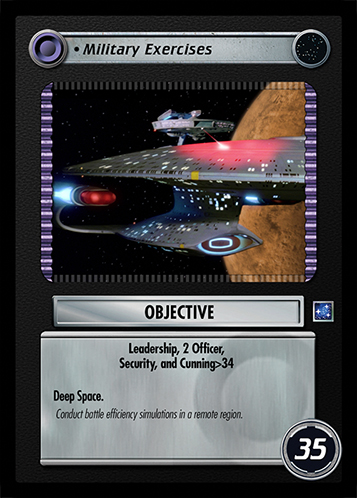 • Military Exercises
OBJECTIVE
Leadership, 2 Officer,
Security, and Cunning>34
Deep Space.
Conduct battle efficiency simulations in a remote region.
35